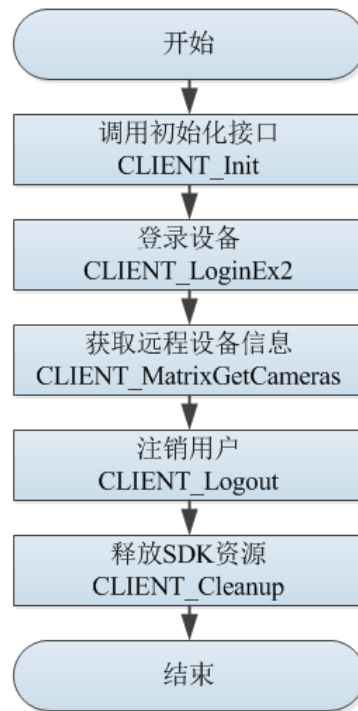 开始
调用初始化接口
CLIENT_Init
登录设备
CLIENT_LoginEx2
获取远程设备信息
CLIENT_MatrixGetCameras
注销用户
CLIENT_Logout
释放SDK资源
CLIENT_Cleanup
结束